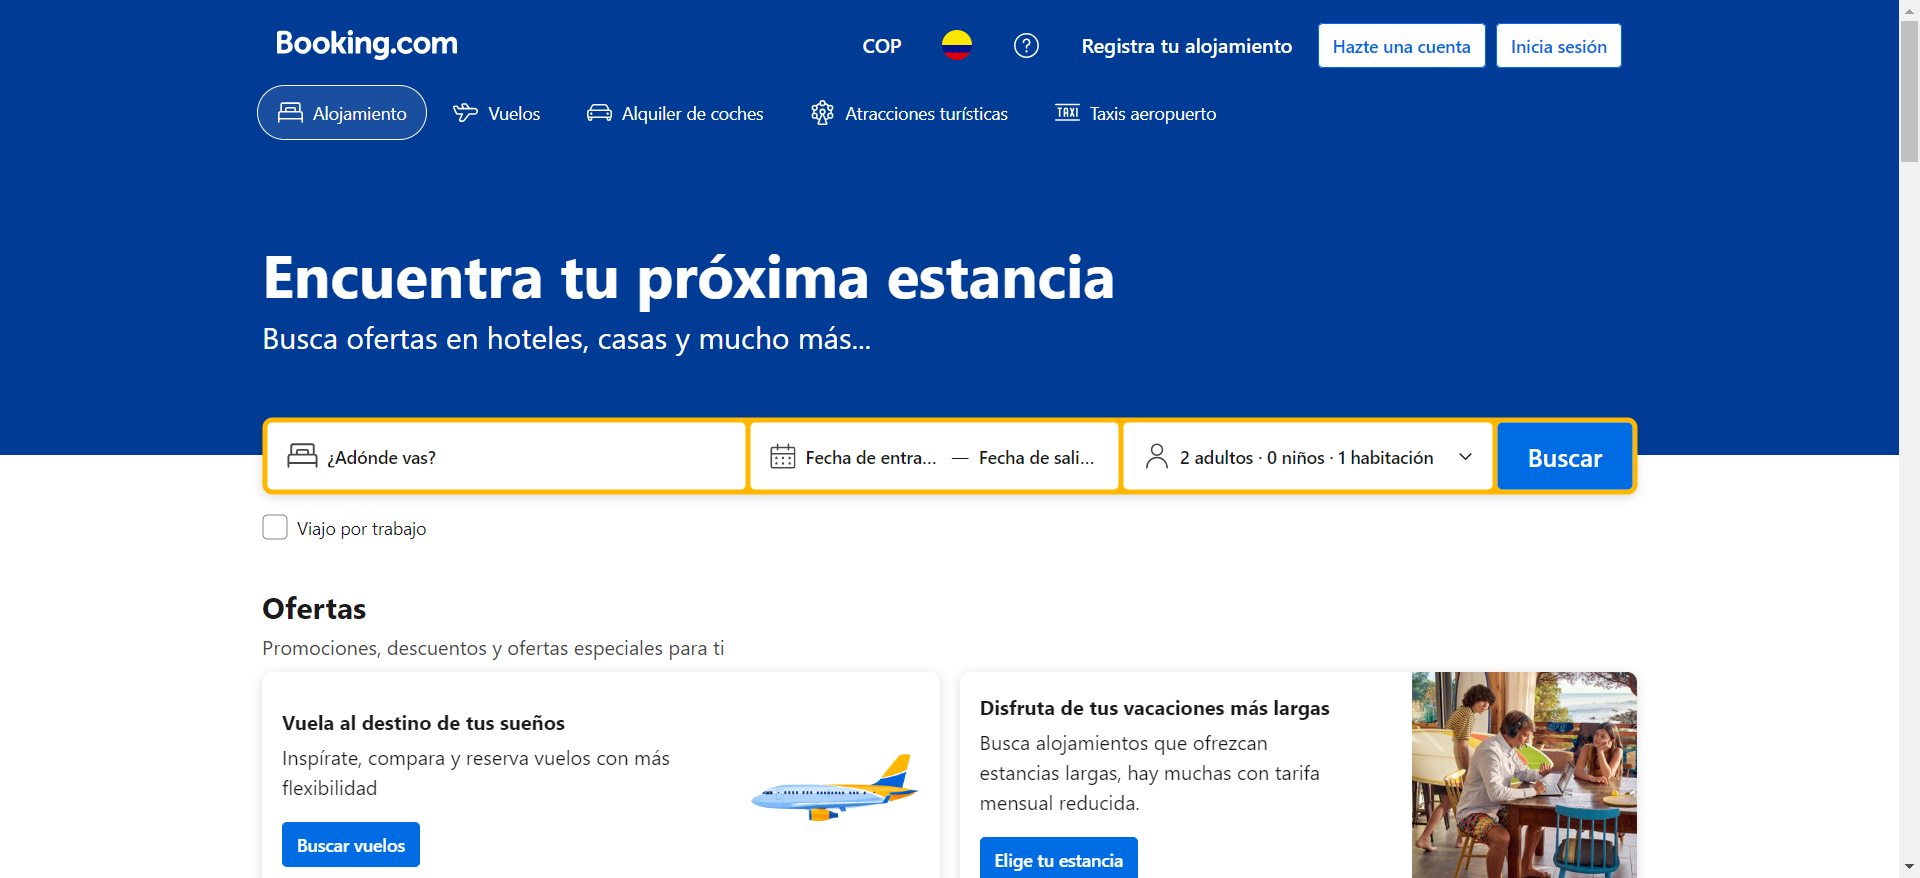 Booking.com
COP
Registra tu alojamiento
Hazte una cuenta
Inicia sesión
Alojamiento
Vuelos
Alquiler de coches
Atracciones turísticas
TAXI
Taxis aeropuerto
Encuentra tu próxima estancia
Busca ofertas en hoteles, casas y mucho más...
¿Adónde vas?
Fecha de entra... — Fecha de sali...
2 adultos · 0 niños · 1 habitación
Buscar
Viajo por trabajo
Ofertas
Promociones, descuentos y ofertas especiales para ti
Vuela al destino de tus sueños
Inspírate, compara y reserva vuelos con más
flexibilidad
Buscar vuelos
Disfruta de tus vacaciones más largas
Busca alojamientos que ofrezcan
estancias largas, hay muchas con tarifa
mensual reducida.
Elige tu estancia